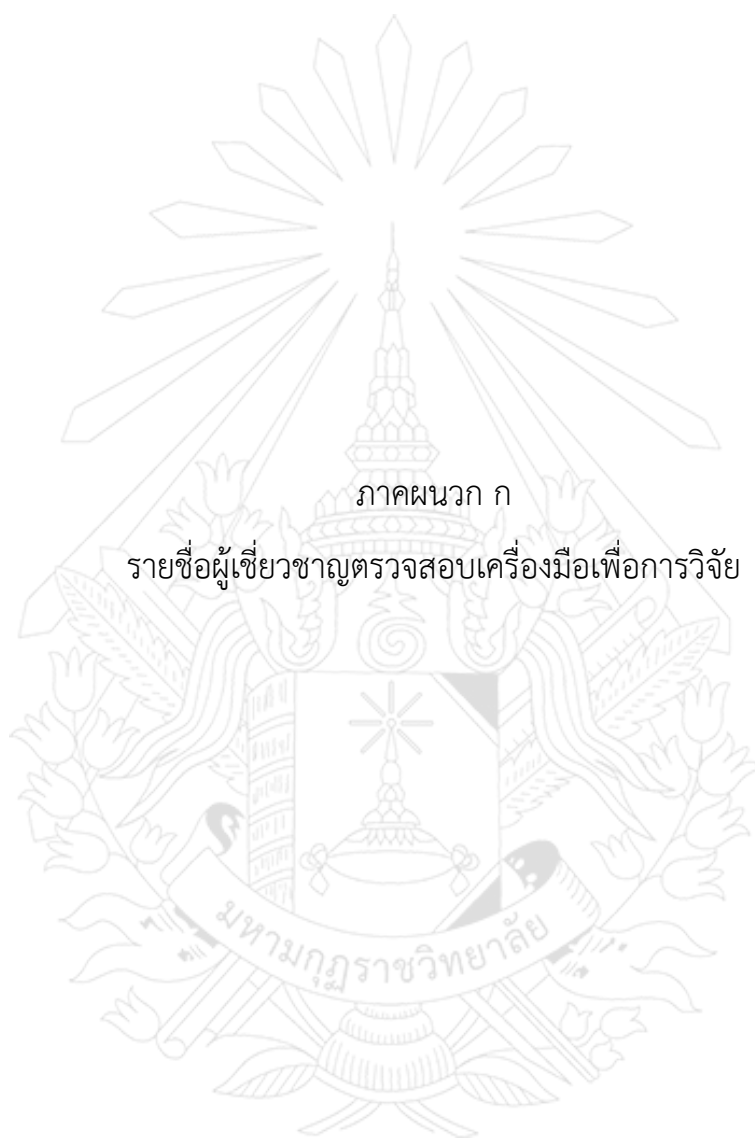 ภาคผนวก ก
รายชื่อผู้เชี่ยวชาญตรวจสอบเครื่องมือเพื่อการวิจัย
มหามกุฏราชวิทยาลัย